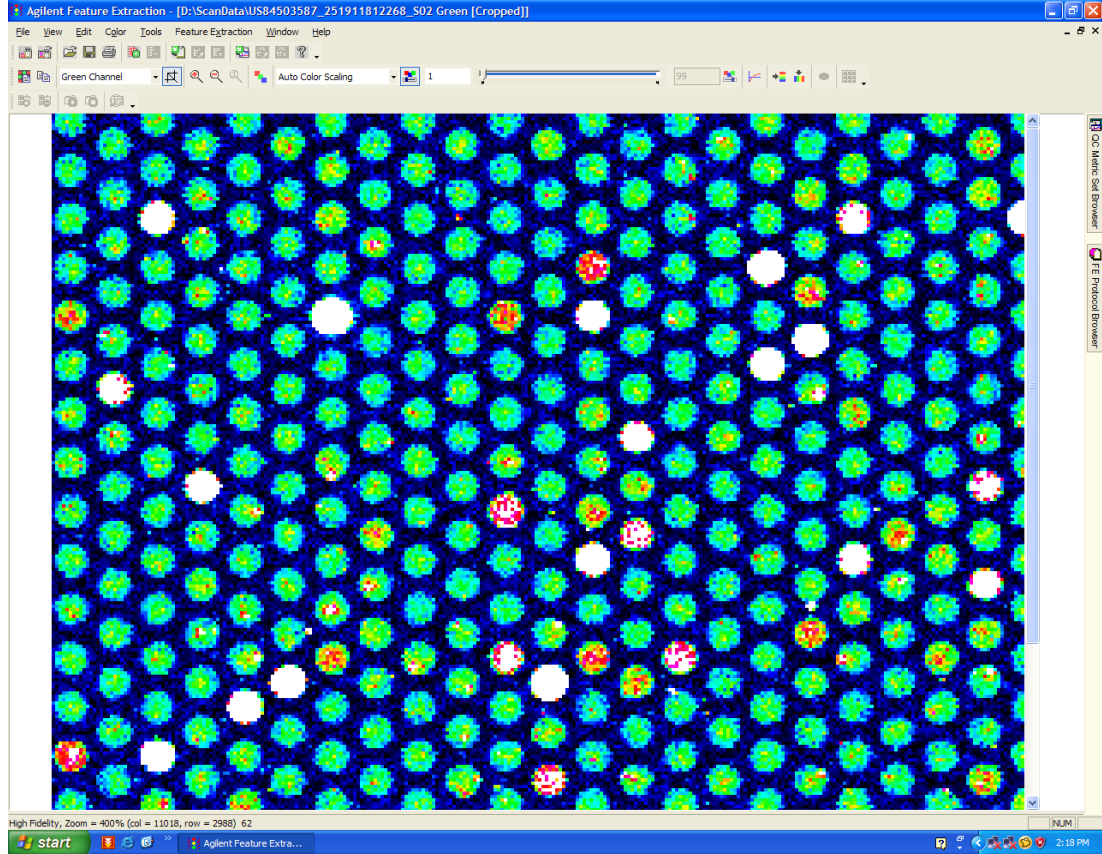 Agilent Feature Extraction - [D:\ScanData\US84503587_251911812268_S02 Green [Cropped]]
File View Edit Color Tools Feature Extraction Window Help
Green Channel Auto Color Scaling 1 99
QC Metric Set Browser
FE Protocol Browser
High Fidelity, Zoom = 400% (col = 11018, row = 2988) 62 NUM
start Agilent Feature Extra... 2:18 PM